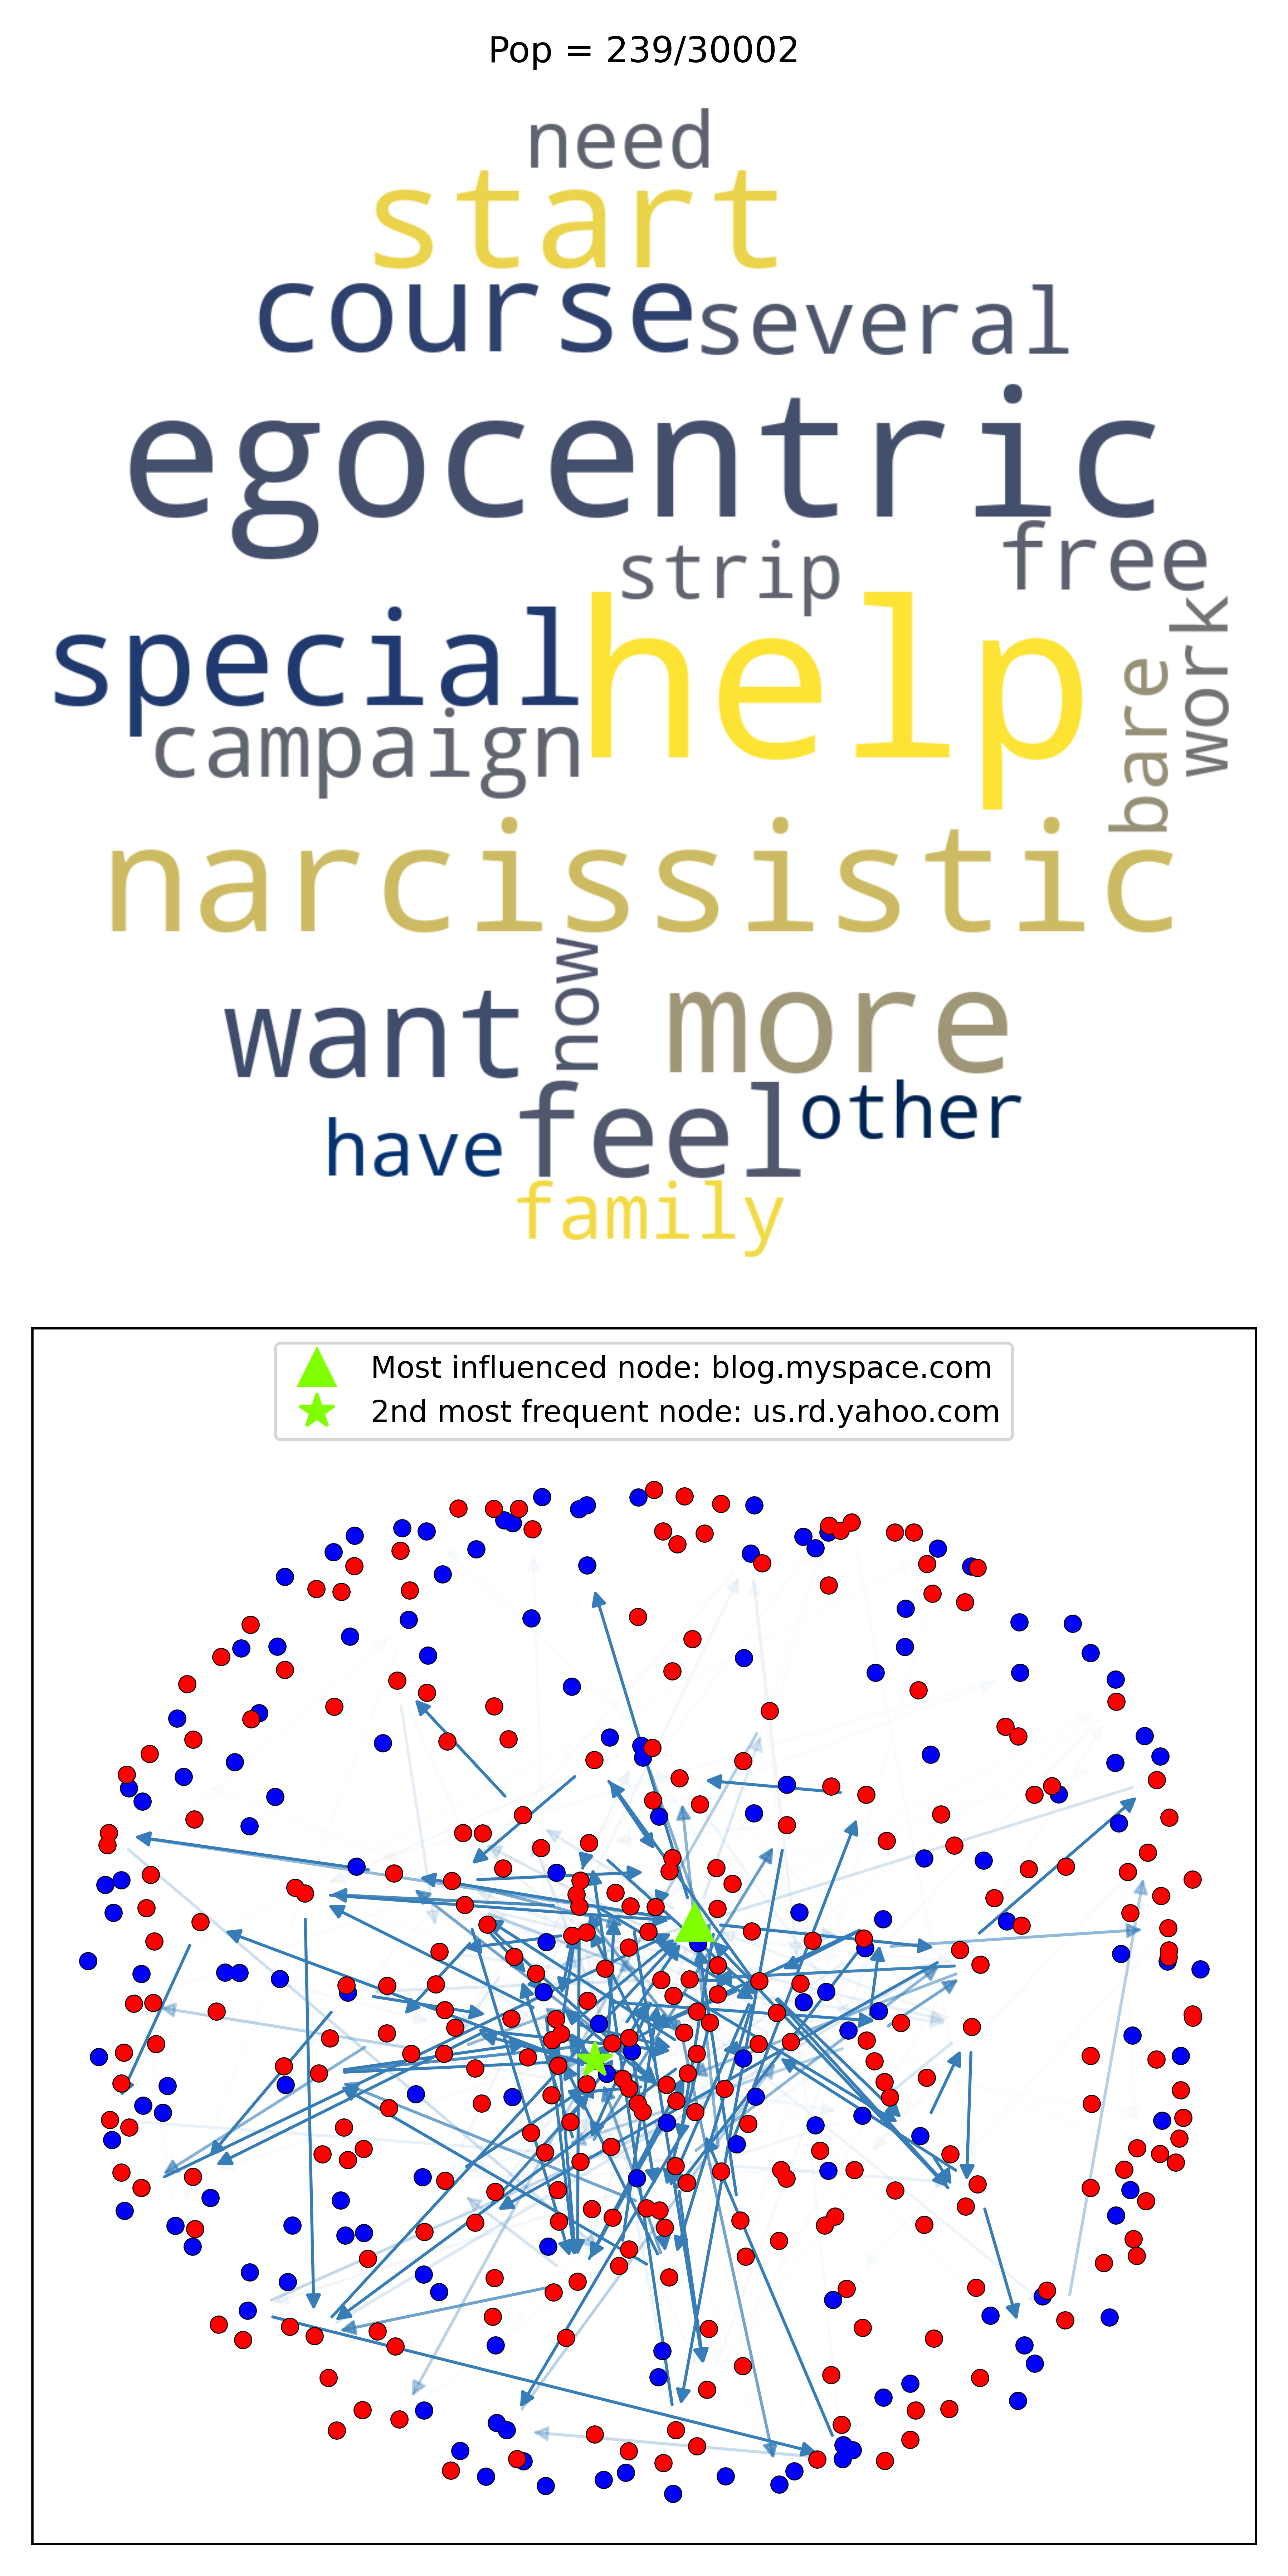 Pop = 239/30002
need
start
course several
egocentric
strip free
special help bare work
campaign
narcissistic
want now more
have feel other
family
Most influenced node: blog.myspace.com
2nd most frequent node: us.rd.yahoo.com